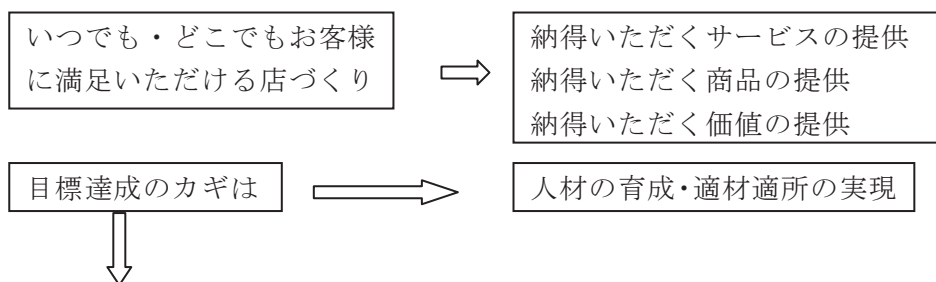 いつでも・どこでもお客様
に満足いただける店づくり
納得いただくサービスの提供
納得いただく商品の提供
納得いただく価値の提供
目標達成のカギは
人材の育成・適材適所の実現